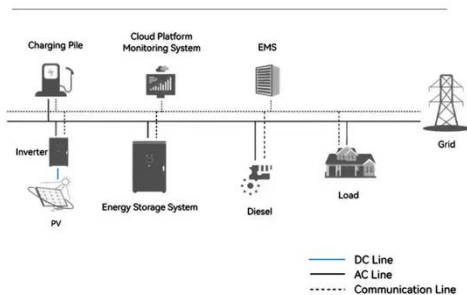 Charging Pile
Cloud Platform
Monitoring System
EMS
Grid
Inverter
PV
Energy Storage System
Diesel
Load
DC Line
AC Line
Communication Line